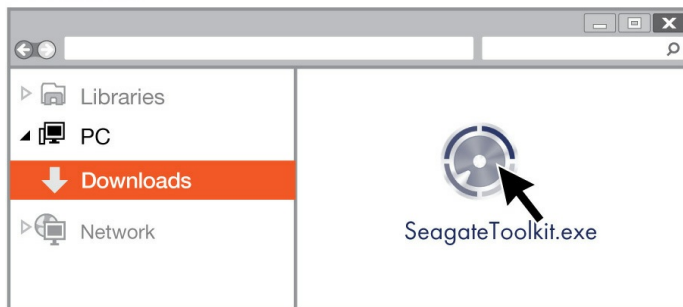 Libraries
PC
Downloads
Network
SeagateToolkit.exe